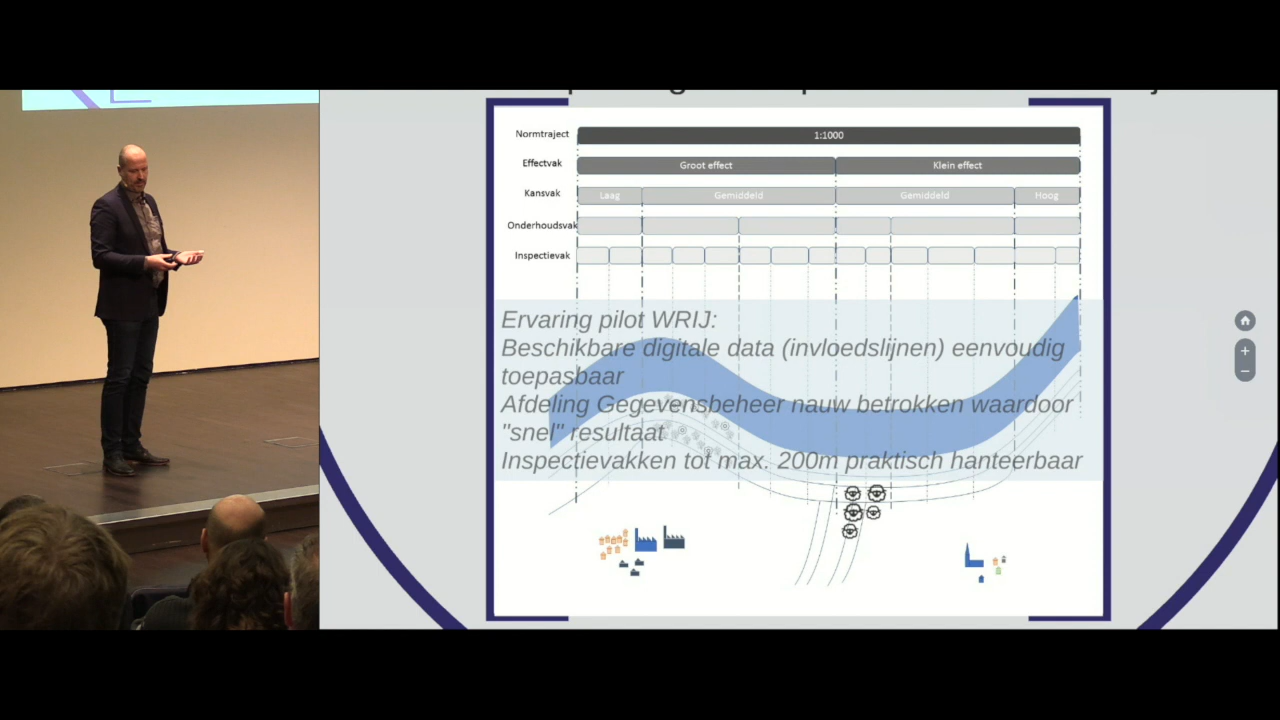 Normtraject
1:1000
Effectvak
Groot effect
Klein effect
Kansvak
Laag
Gemiddeld
Gemiddeld
Hoog
Onderhoudsvak
Inspectievak
Ervaring pilot WRIJ:
Beschikbare digitale data (invloedslijnen) eenvoudig
toepasbaar
Afdeling Gegevensbeheer nauw betrokken waardoor
"snel" resultaat
Inspectievakken tot max. 200m praktisch hanteerbaar